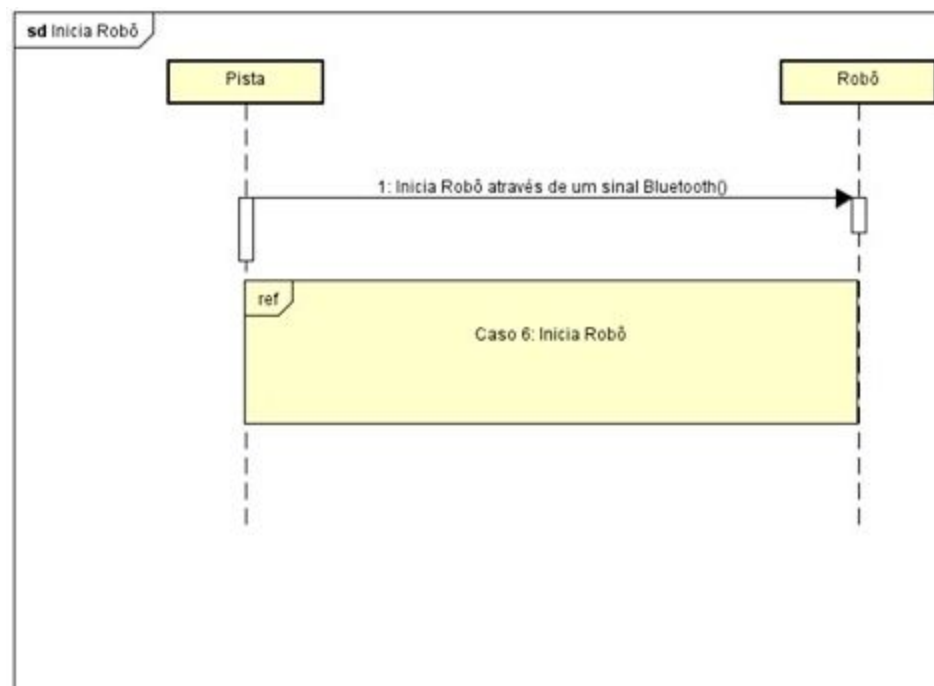 sd Inicia Robô
Pista
Robô
1: Inicia Robô através de um sinal Bluetooth()
ref
Caso 6: Inicia Robô